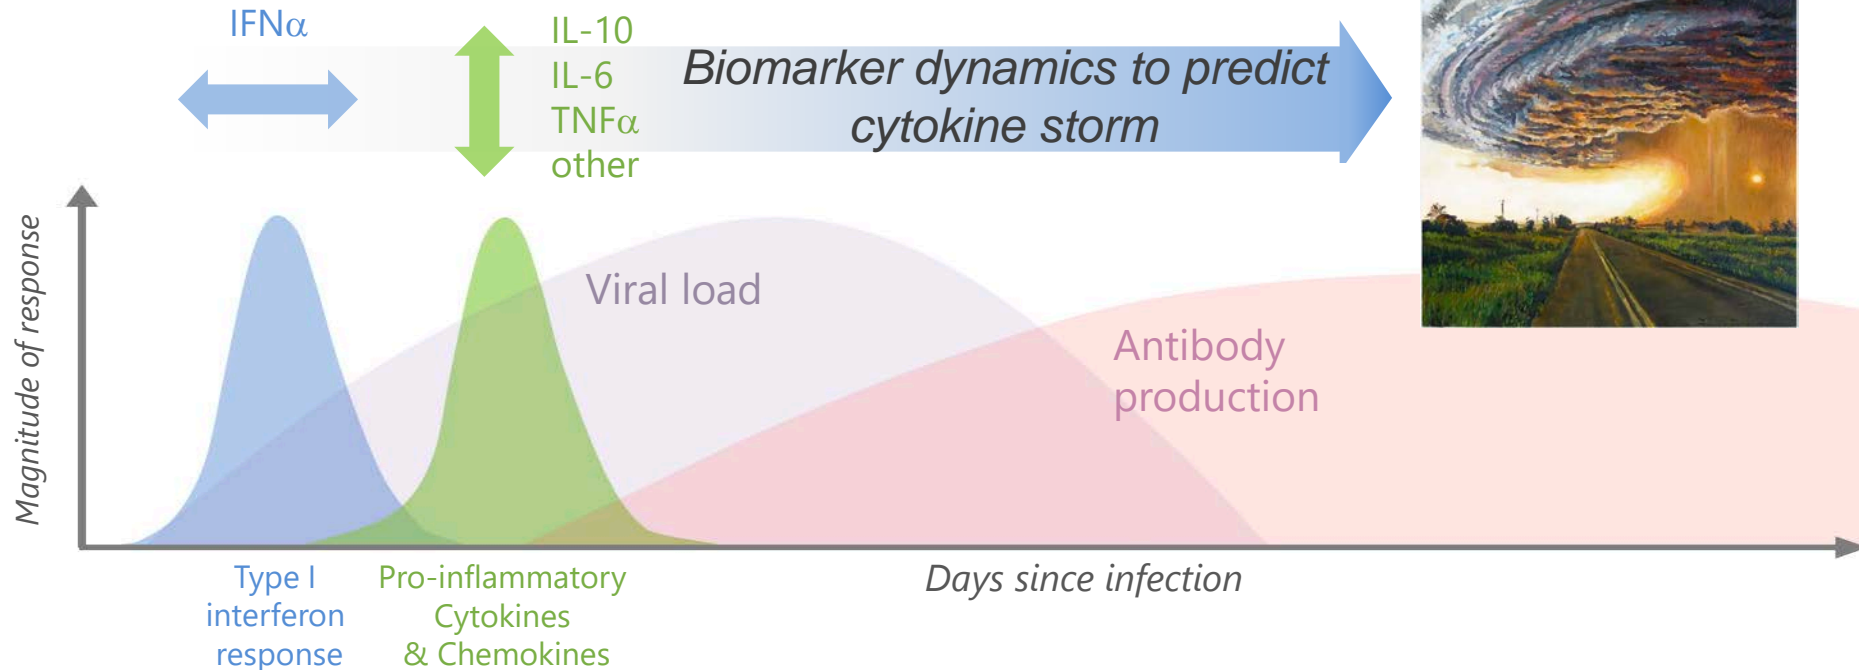 IFNα
IL-10
IL-6
TNFα
other
Biomarker dynamics to predict
cytokine storm
Magnitude of response
Viral load
Antibody
production
Type I
interferon
response
Pro-inflammatory
Cytokines
& Chemokines
Days since infection